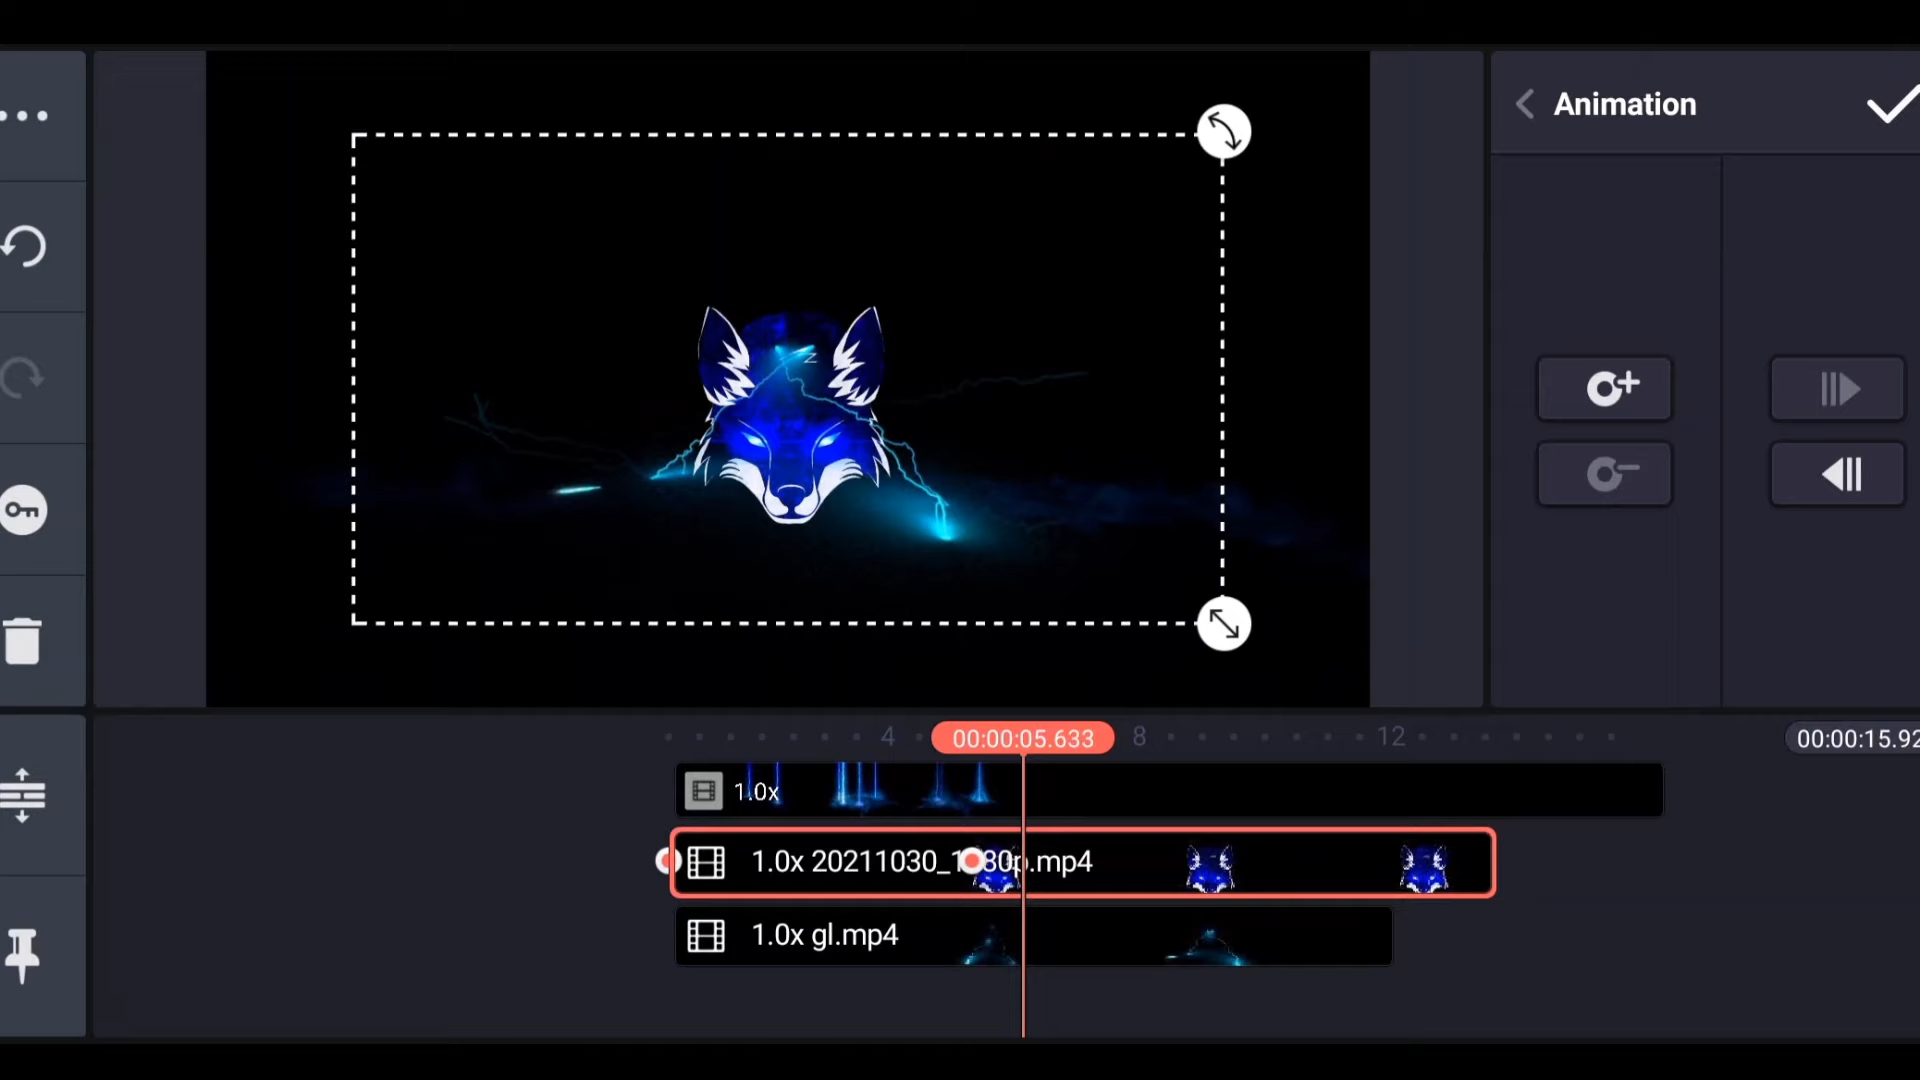 Animation
4
00:00:05.633
8
12
00:00:15.92
1.0x
1.0x 20211030_1080p.mp4
1.0x gl.mp4